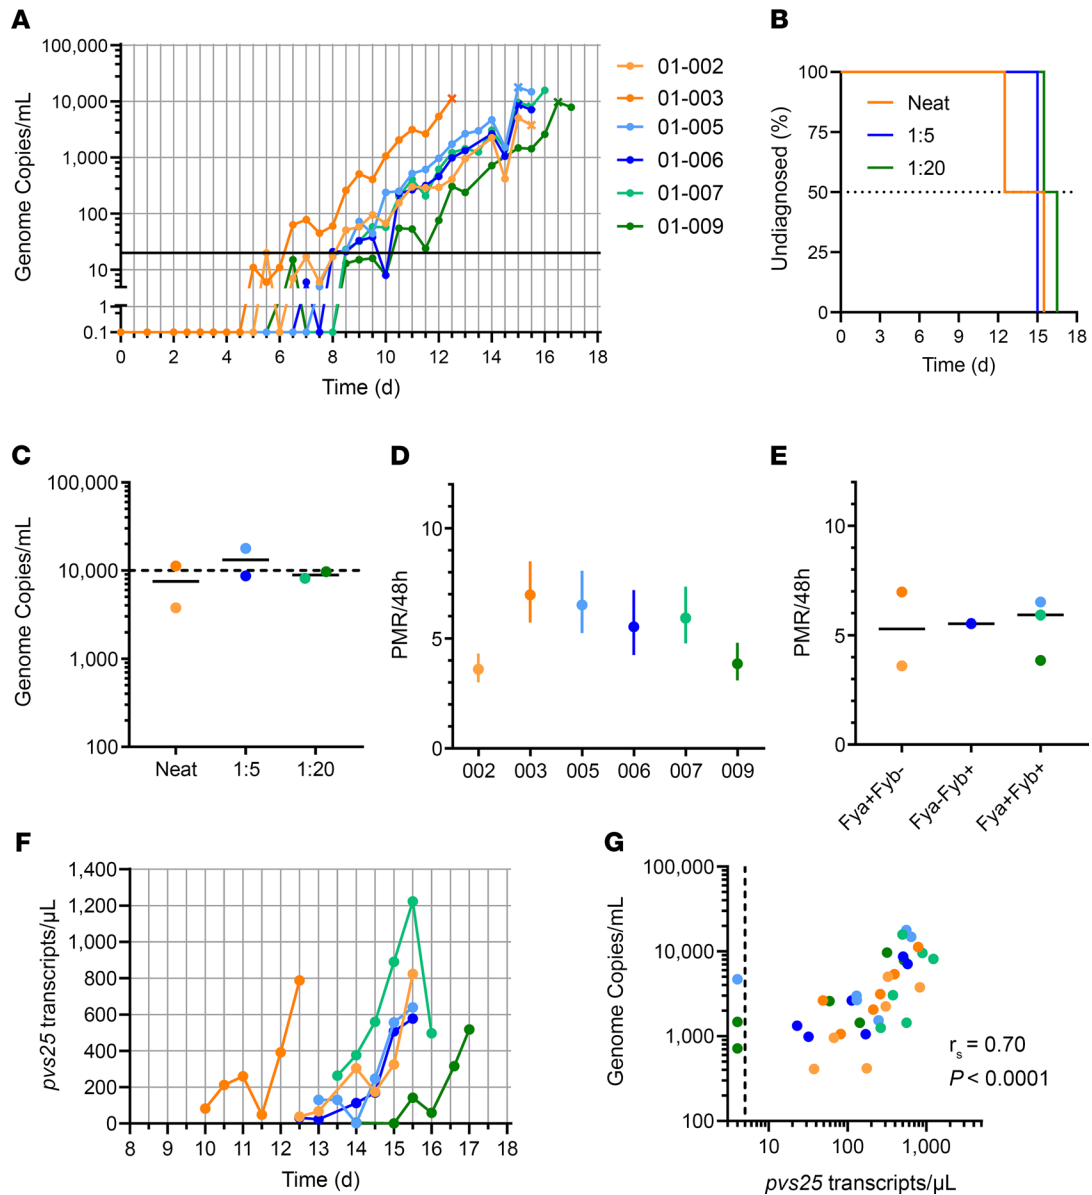 A
Genome Copies/mL
100,000
10,000
1,000
100
10
1
0.1
0 2 4 6 8 10 12 14 16 18
Time (d)
01-002
01-003
01-005
01-006
01-007
01-009
B
Undiagnosed (%)
100
75
50
25
0
Neat
1:5
1:20
0 3 6 9 12 15 18
Time (d)
C
Genome Copies/mL
100,000
10,000
1,000
100
Neat 1:5 1:20
D
PMR/48h
10
5
0
002 003 005 006 007 009
E
PMR/48h
10
5
0
Fya+Fyb-
Fya-Fyb+
Fya+Fyb+
F
pvs25 transcripts/µL
1,400
1,200
1,000
800
600
400
200
0
8 9 10 11 12 13 14 15 16 17 18
Time (d)
G
Genome Copies/mL
100,000
10,000
1,000
100
rs = 0.70
P < 0.0001
10 100 1,000
pvs25 transcripts/µL